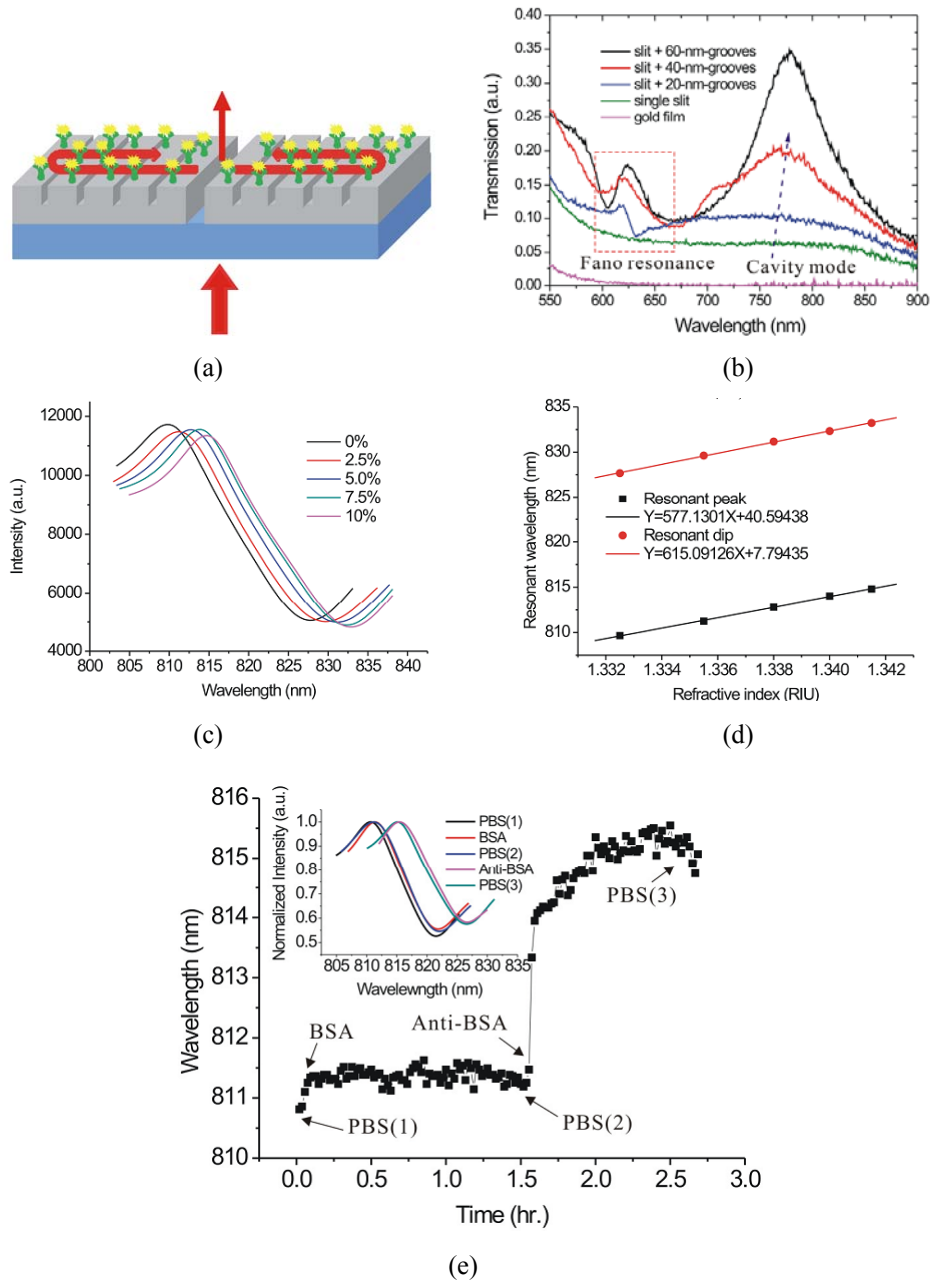 (a)
0.40
0.35
0.30
0.25
0.20
0.15
0.10
0.05
0.00
Transmission (a.u.)
slit + 60-nm-grooves
slit + 40-nm-grooves
slit + 20-nm-grooves
single slit
gold film
Fano resonance
Cavity mode
550 600 650 700 750 800 850 900
Wavelength (nm)
(b)
12000
10000
8000
6000
4000
Intensity (a.u.)
0%
2.5%
5.0%
7.5%
10%
800 805 810 815 820 825 830 835 840
Wavelength (nm)
(c)
835
830
825
820
815
810
Resonant wavelength (nm)
Resonant peak
Y=577.1301X+40.59438
Resonant dip
Y=615.09126X+7.79435
1.332 1.334 1.336 1.338 1.340 1.342
Refractive index (RIU)
(d)
816
815
814
813
812
811
810
Wavelength (nm)
1.0
0.9
0.8
0.7
0.6
0.5
Normalized Intensity (a.u.)
PBS(1)
BSA
PBS(2)
Anti-BSA
PBS(3)
805 810 815 820 825 830 835
Wavewlength (nm)
PBS(3)
Anti-BSA
BSA
PBS(1)
PBS(2)
0.0 0.5 1.0 1.5 2.0 2.5 3.0
Time (hr.)
(e)